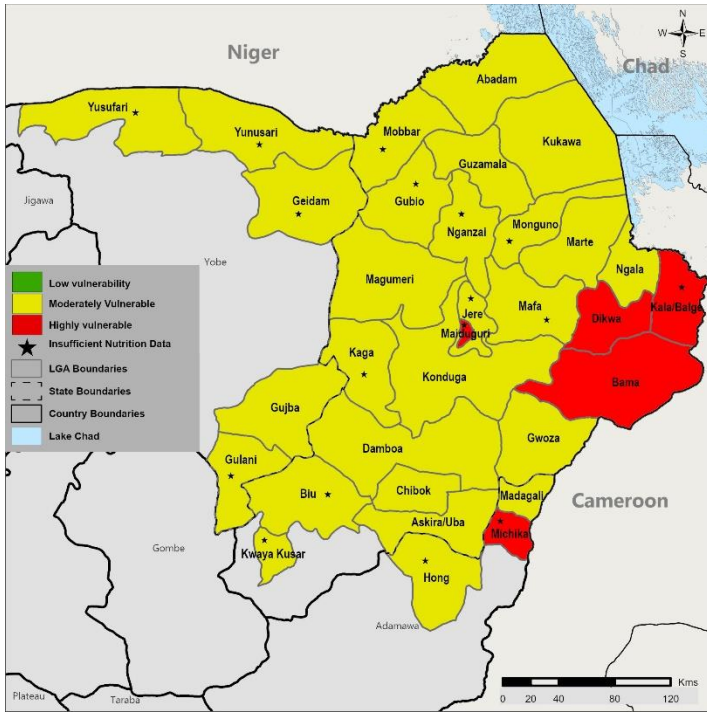 Niger
Chad
N
W E
S
Abadam
Yusufari
Yunusari
Mobbar
Kukawa
Guzamala
Geidam
Gubio
Jigawa
Nganzai
Monguno
Marte
Yobe
Ngala
Magumeri
Kala/Balge
Jere
Mafa
Dikwa
Maiduguri
Low vulnerability
Moderately Vulnerable
Highly vulnerable
Insufficient Nutrition Data
LGA Boundaries
State Boundaries
Country Boundaries
Lake Chad
Kaga
Konduga
Bama
Gujba
Gwoza
Damboa
Gulani
Biu
Chibok
Madagali
Cameroon
Askira/Uba
Michika
Kwaya Kusar
Gombe
Hong
Adamawa
Kms
0 20 40 80 120
Plateau
Taraba